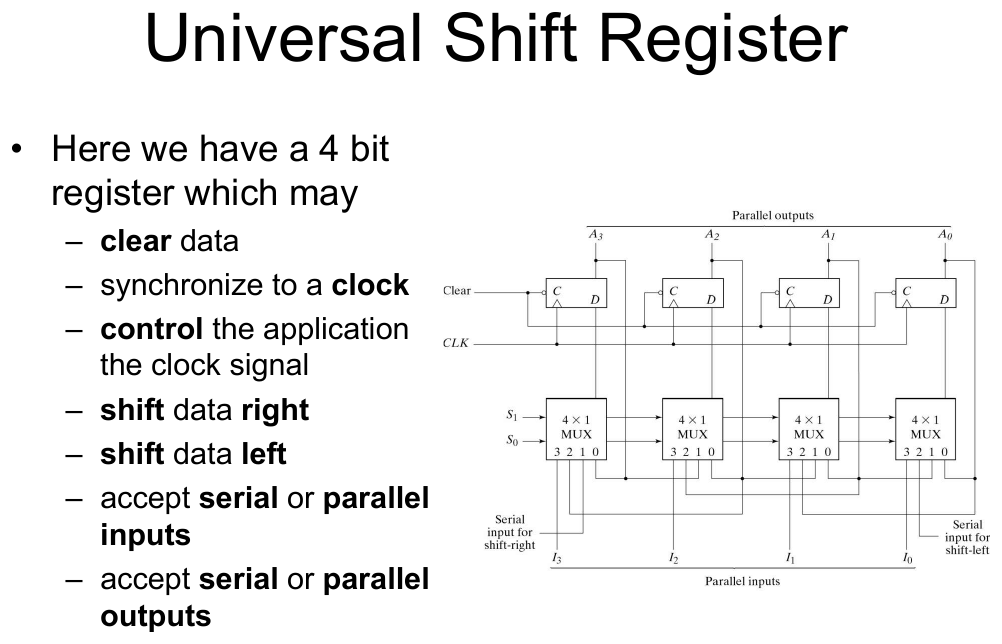 Universal Shift Register
• Here we have a 4 bit
register which may
– clear data
– synchronize to a clock
– control the application
the clock signal
– shift data right
– shift data left
– accept serial or parallel
inputs
– accept serial or parallel
outputs
Parallel outputs
A3 A2 A1 A0
Clear
C D C D C D C D
CLK
S1
S0
4 × 1 4 × 1 4 × 1 4 × 1
MUX MUX MUX MUX
3 2 1 0 3 2 1 0 3 2 1 0 3 2 1 0
Serial
input for
shift-right
Serial
input for
shift-left
I3 I2 I1 I0
Parallel inputs